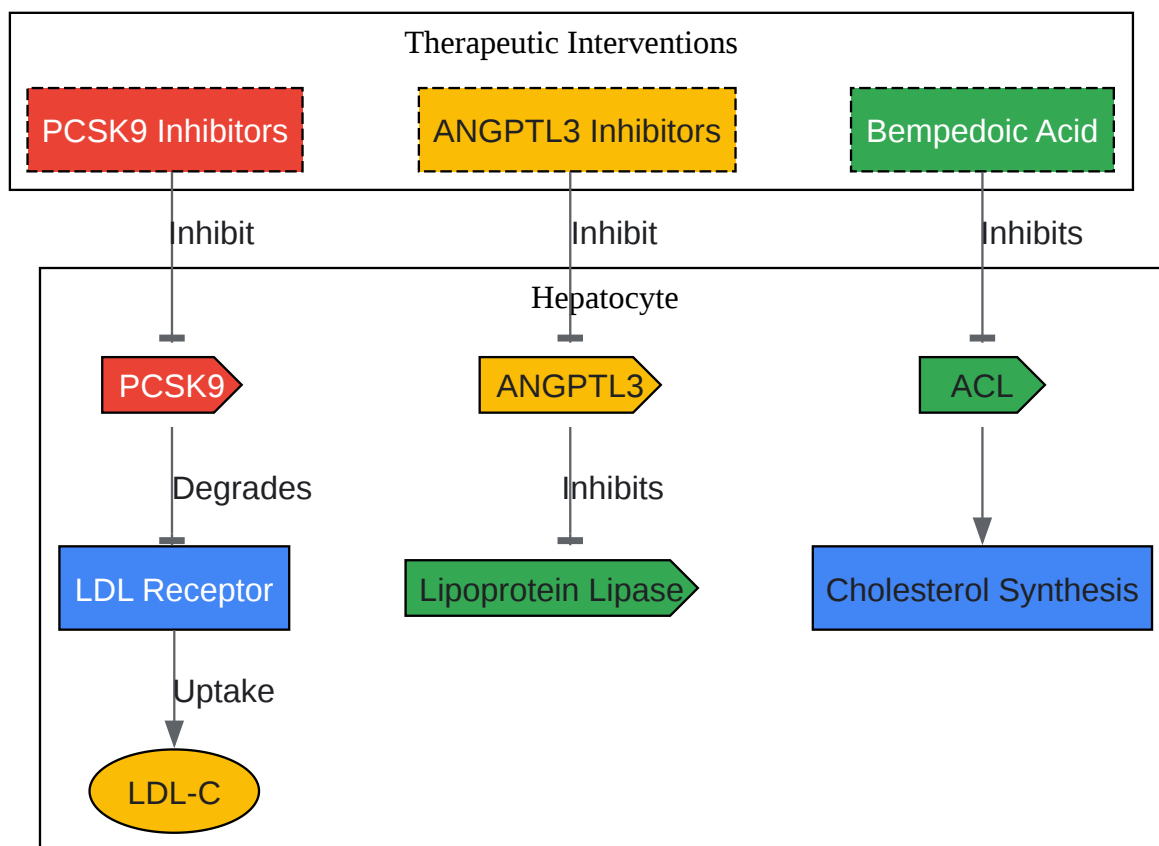 Therapeutic Interventions
PCSK9 Inhibitors
ANGPTL3 Inhibitors
Bempedoic Acid
Inhibit
Inhibit
Inhibits
Hepatocyte
PCSK9
ANGPTL3
ACL
Degrades
Inhibits
LDL Receptor
Lipoprotein Lipase
Cholesterol Synthesis
Uptake
LDL-C